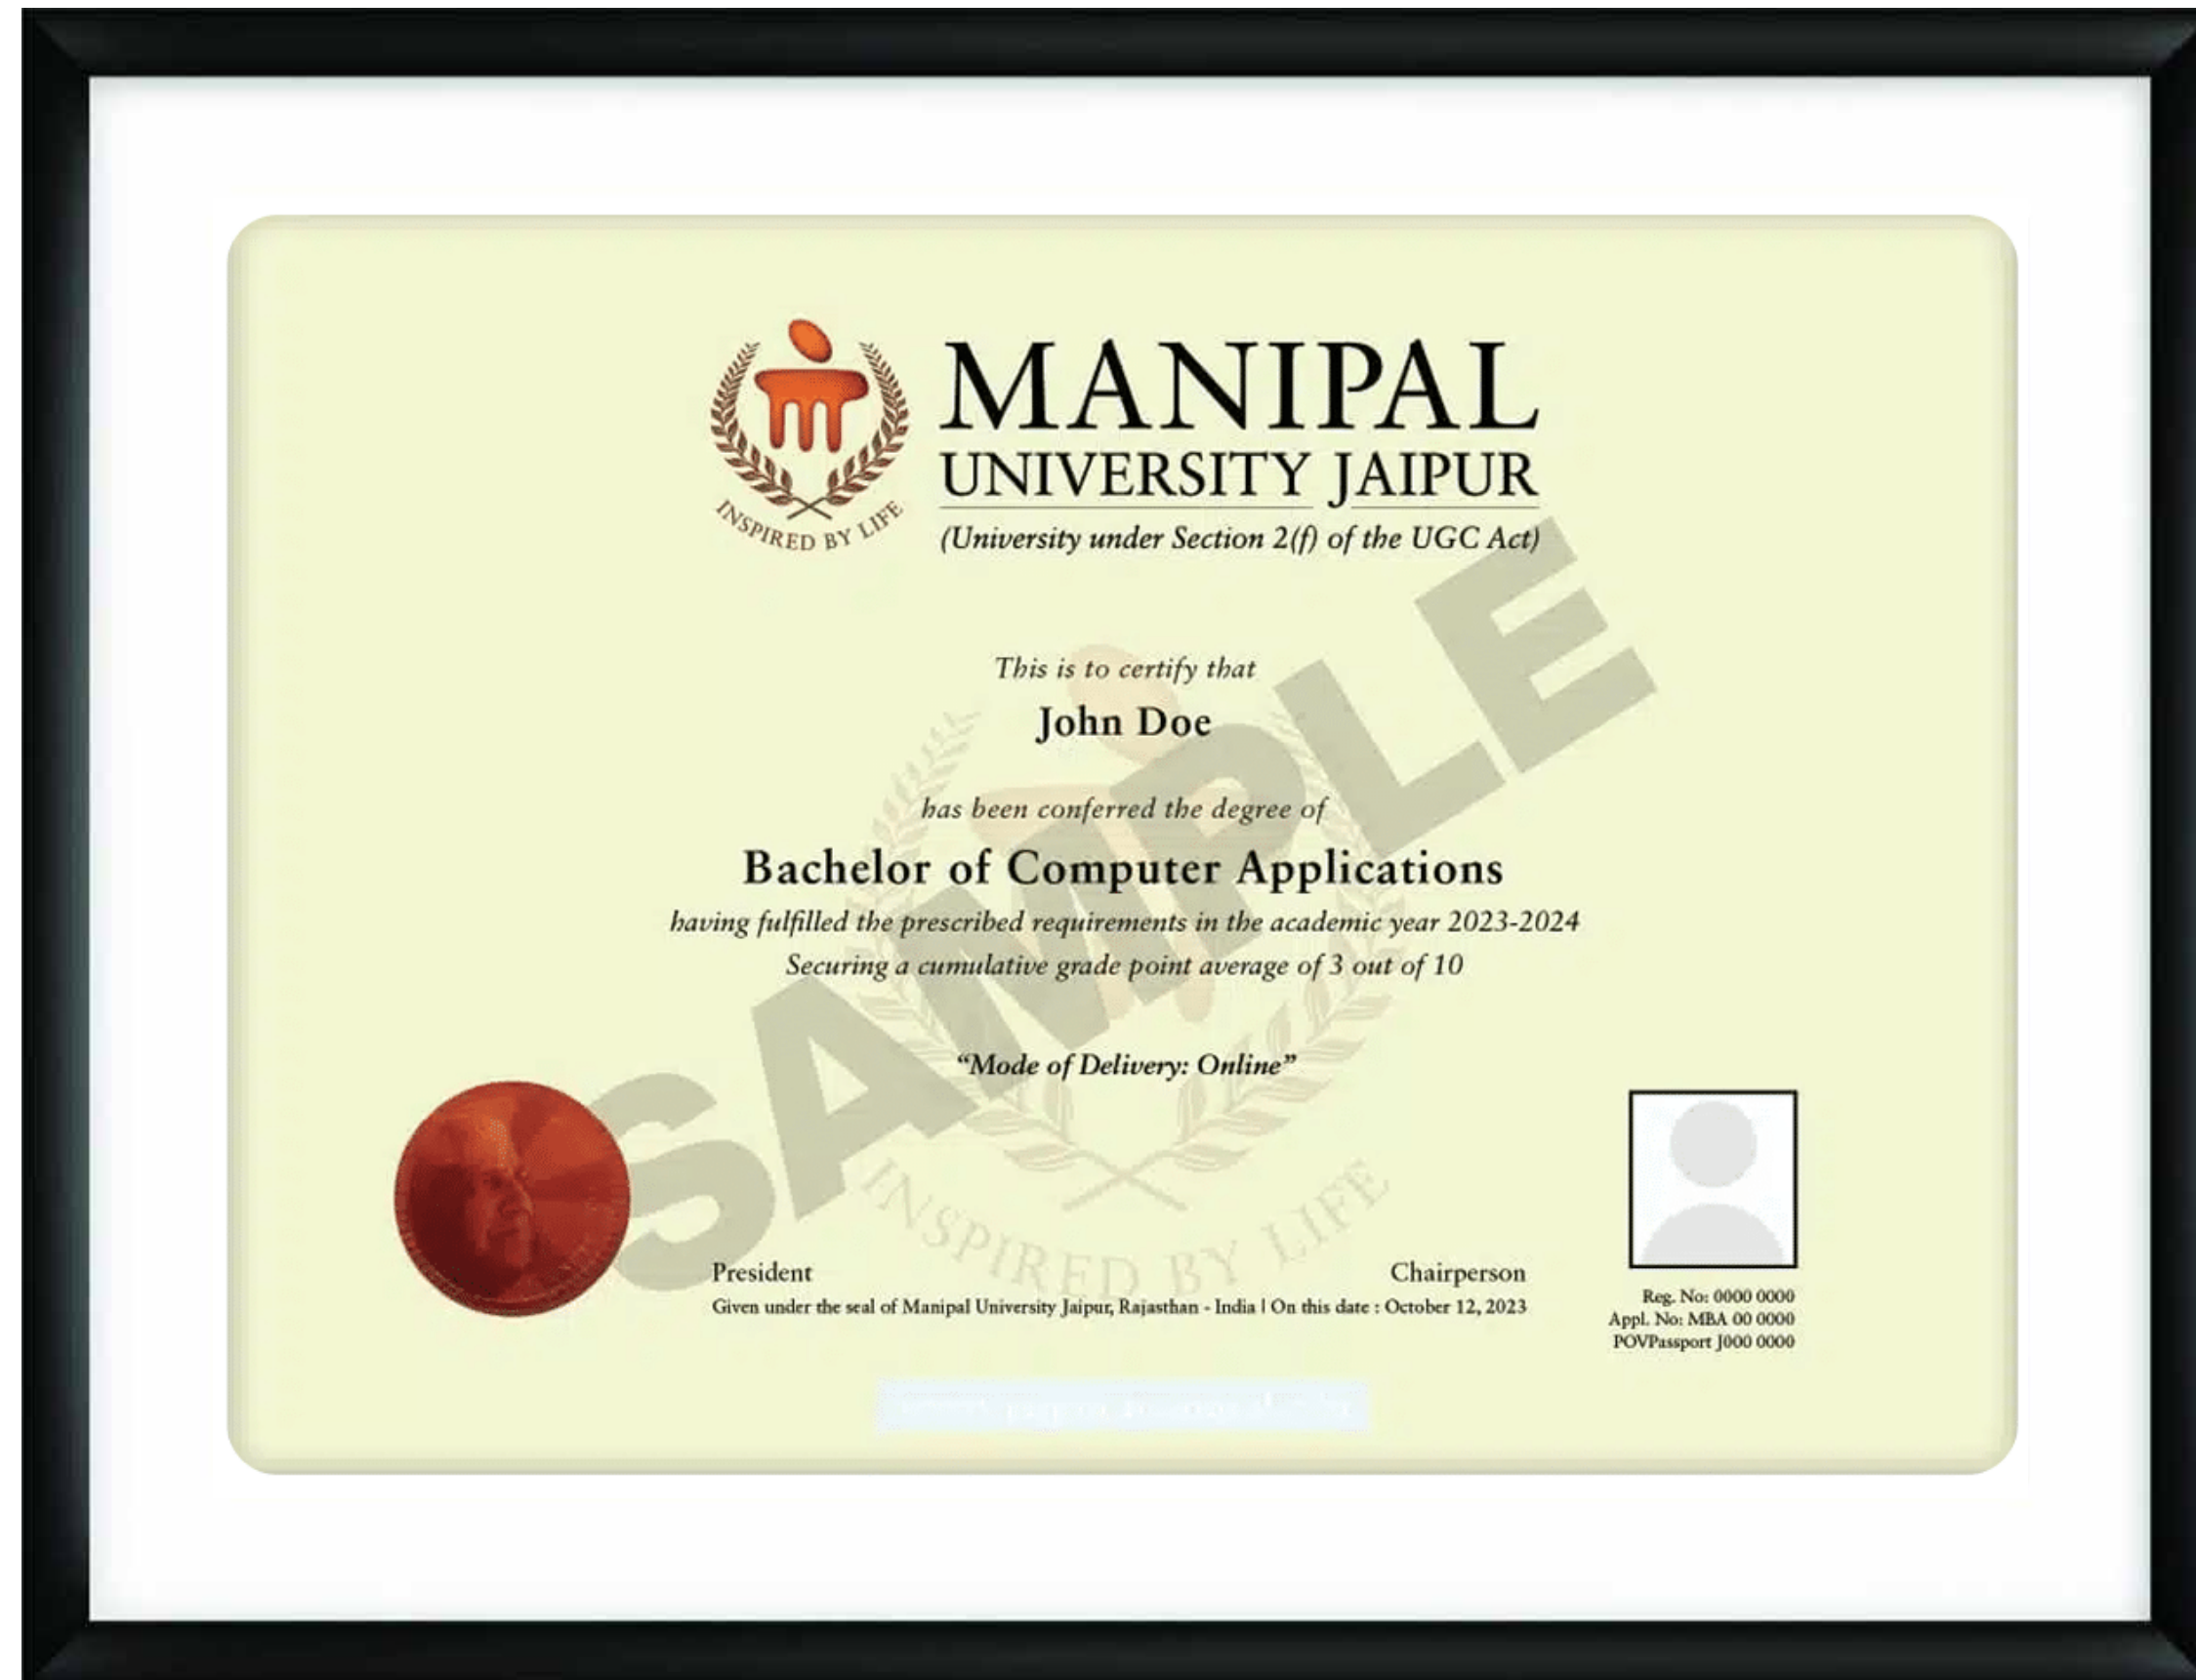 MANIPAL
UNIVERSITY JAIPUR
(University under Section 2(f) of the UGC Act)
INSPIRED BY LIFE
This is to certify that
John Doe
has been conferred the degree of
Bachelor of Computer Applications
having fulfilled the prescribed requirements in the academic year 2023-2024
Securing a cumulative grade point average of 3 out of 10
“Mode of Delivery: Online”
SAMPLE
INSPIRED BY LIFE
President
Chairperson
Given under the seal of Manipal University Jaipur, Rajasthan - India | On this date : October 12, 2023
Reg. No: 0000 0000
Appl. No: MBA 00 0000
POVPassport J000 0000